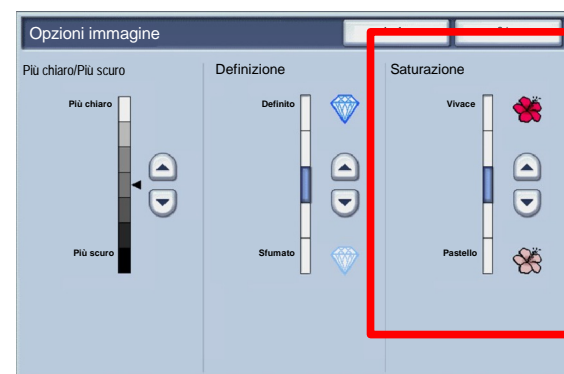 Opzioni immagine
Più chiaro/Più scuro
Definizione
Saturazione
Più chiaro
Definito
Vivace
Più scuro
Sfumato
Pastello